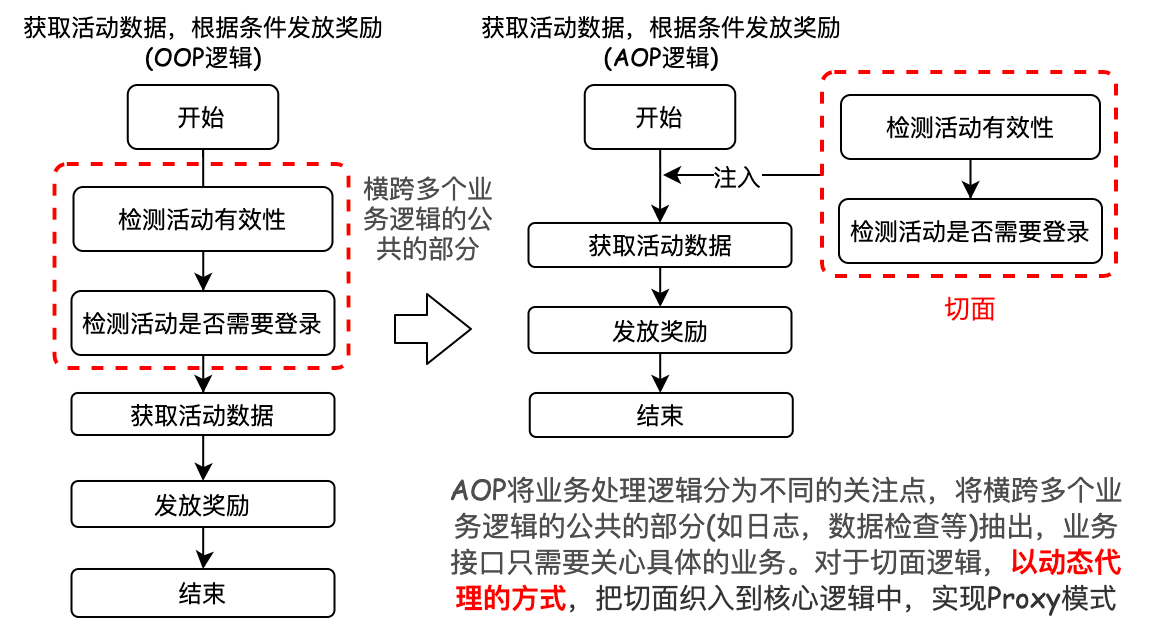 获取活动数据，根据条件发放奖励
(OOP逻辑)
开始
检测活动有效性
检测活动是否需要登录
获取活动数据
发放奖励
结束
横跨多个业
务逻辑的公
共的部分
获取活动数据，根据条件发放奖励
(AOP逻辑)
开始
注入
获取活动数据
发放奖励
结束
检测活动有效性
检测活动是否需要登录
切面
AOP将业务处理逻辑分为不同的关注点，将横跨多个业
务逻辑的公共的部分(如日志，数据检查等)抽出，业务
接口只需要关心具体的业务。对于切面逻辑，以动态代
理的方式，把切面织入到核心逻辑中，实现Proxy模式